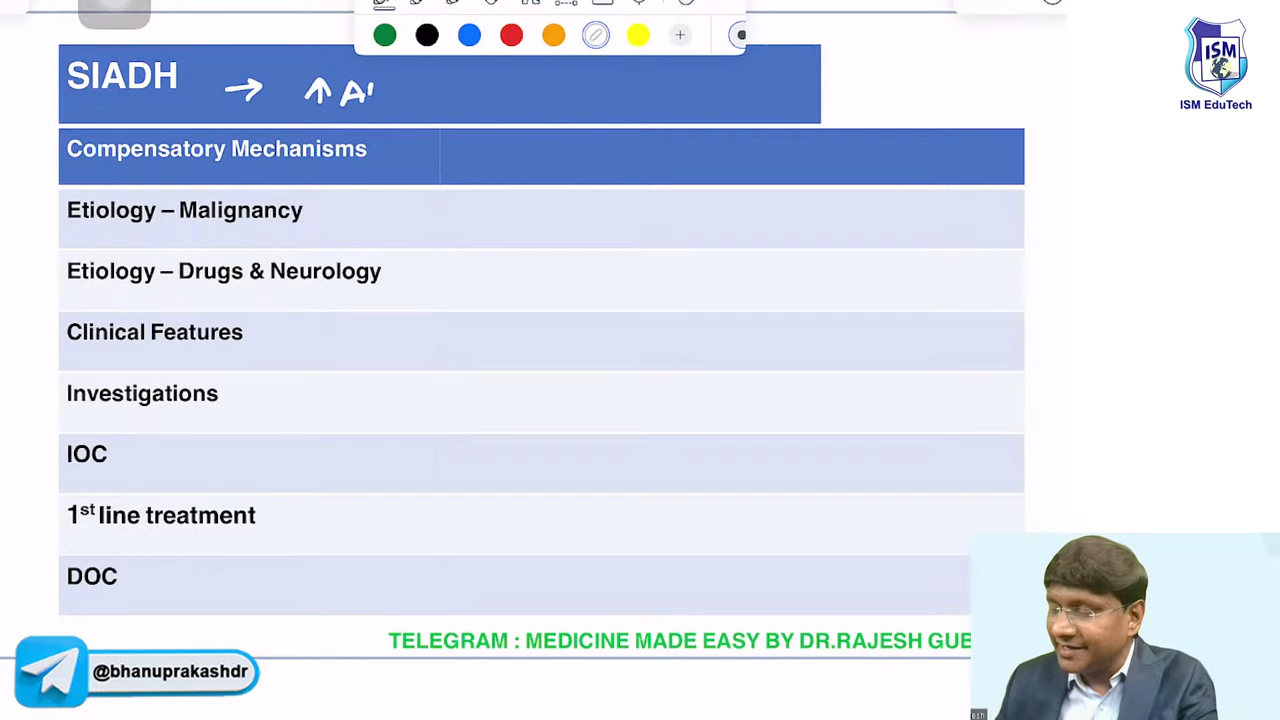 ISM
ISM EduTech
SIADH → ↑ A
Compensatory Mechanisms
Etiology – Malignancy
Etiology – Drugs & Neurology
Clinical Features
Investigations
IOC
1st line treatment
DOC
TELEGRAM : MEDICINE MADE EASY BY DR.RAJESH GUB
@bhanuprakashdr